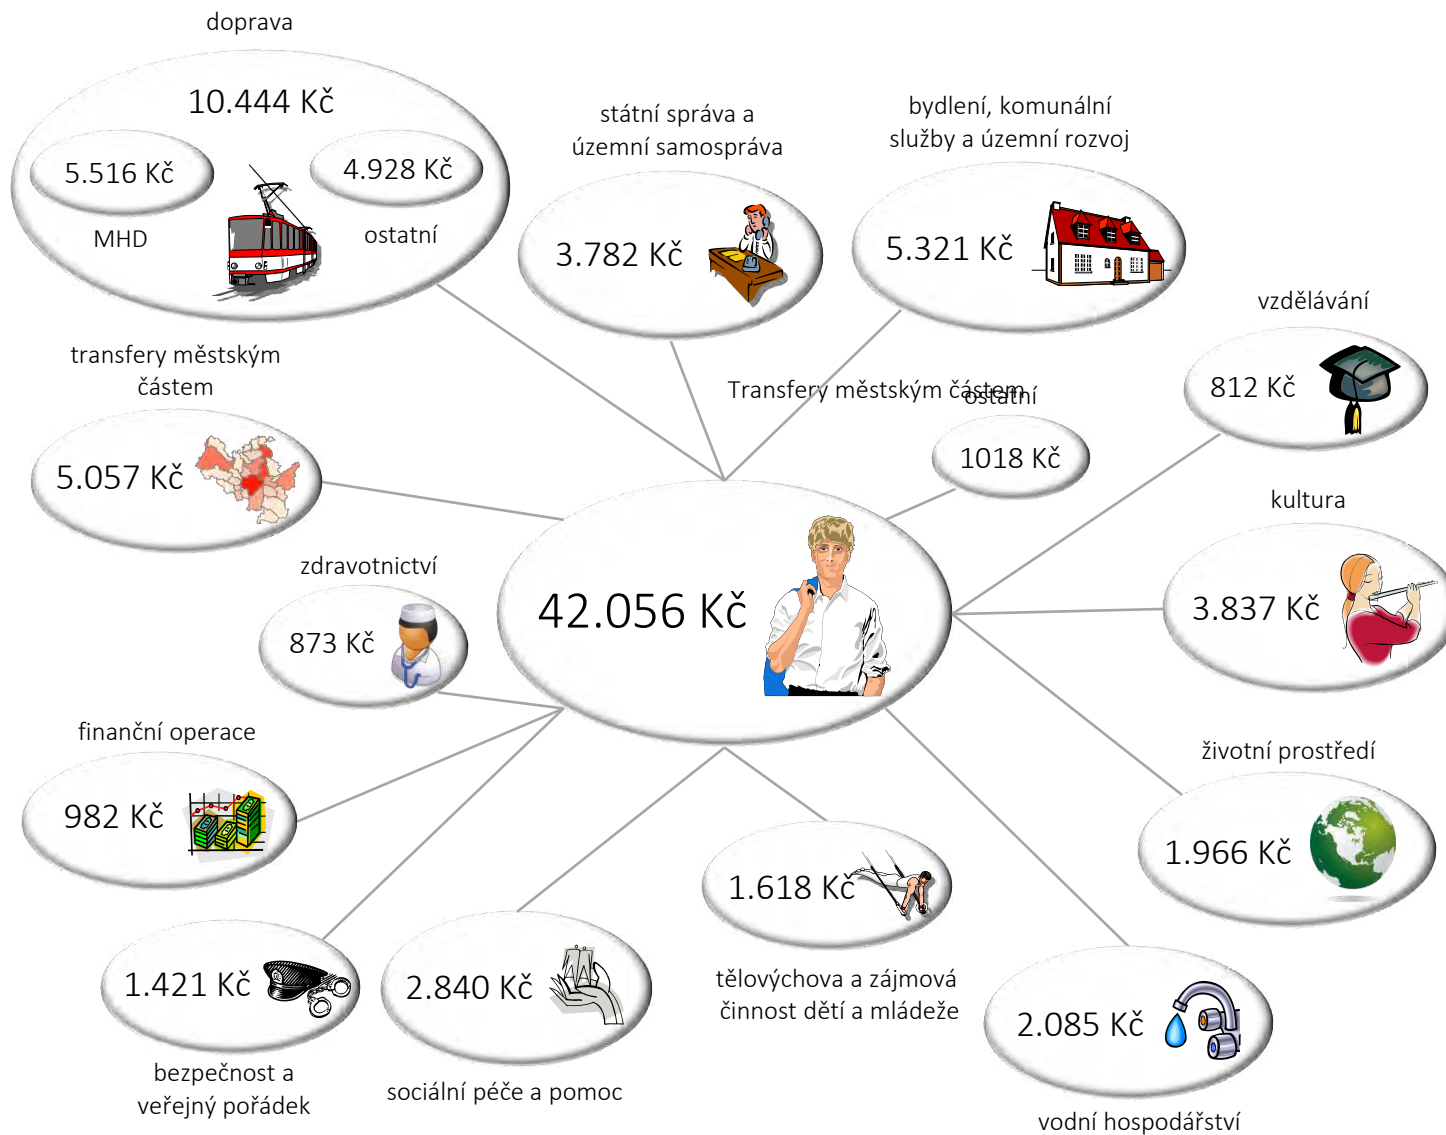 doprava
10.444 Kč
5.516 Kč
4.928 Kč
MHD
ostatní
státní správa a
územní samospráva
3.782 Kč
bydlení, komunální
služby a územní rozvoj
5.321 Kč
vzdělávání
812 Kč
transfery městským
částem
5.057 Kč
Transfery městským částem
ostatní
1018 Kč
kultura
3.837 Kč
zdravotnictví
873 Kč
42.056 Kč
finanční operace
982 Kč
životní prostředí
1.966 Kč
1.618 Kč
tělovýchova a zájmová
činnost dětí a mládeže
1.421 Kč
bezpečnost a
veřejný pořádek
2.840 Kč
sociální péče a pomoc
2.085 Kč
vodní hospodářství